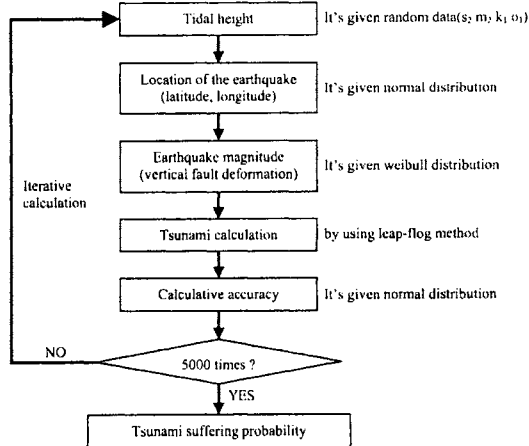 Tidal height
It's given random data(s₂ m₂ k₁ o₁)
Location of the earthquake
(latitude, longitude)
It's given normal distribution
Earthquake magnitude
(vertical fault deformation)
It's given weibull distribution
Iterative
calculation
Tsunami calculation
by using leap-flog method
Calculative accuracy
It's given normal distribution
NO
5000 times ?
YES
Tsunami suffering probability